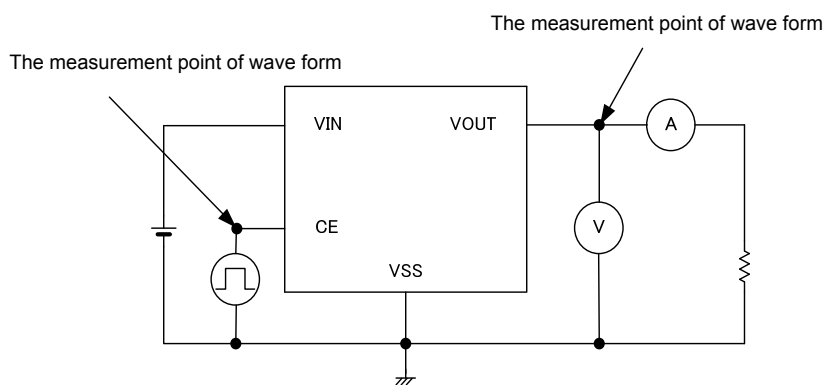 The measurement point of wave form
The measurement point of wave form
VIN
VOUT
A
CE
V
VSS